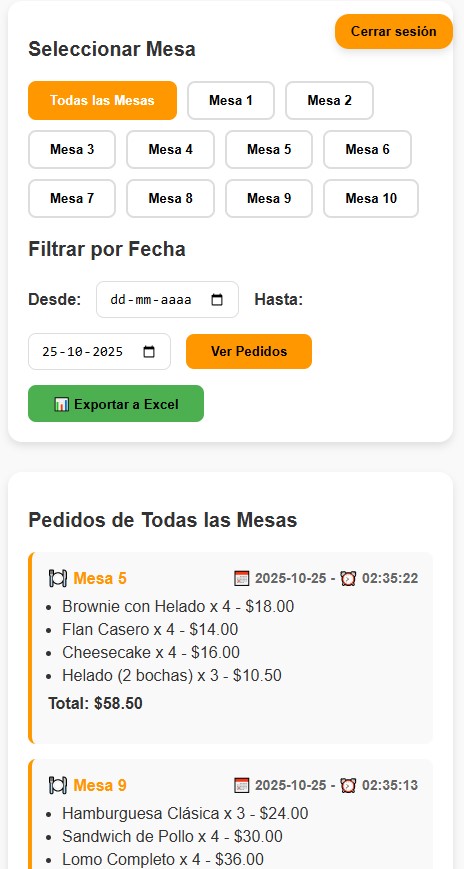 Cerrar sesión
Seleccionar Mesa
Todas las Mesas
Mesa 1
Mesa 2
Mesa 3
Mesa 4
Mesa 5
Mesa 6
Mesa 7
Mesa 8
Mesa 9
Mesa 10
Filtrar por Fecha
Desde: dd-mm-aaaa Hasta:
25-10-2025 Ver Pedidos
📊 Exportar a Excel
Pedidos de Todas las Mesas
🍽 Mesa 5 📅 2025-10-25 - ⏰ 02:35:22
• Brownie con Helado x 4 - $18.00
• Flan Casero x 4 - $14.00
• Cheesecake x 4 - $16.00
• Helado (2 bochas) x 3 - $10.50
Total: $58.50
🍽 Mesa 9 📅 2025-10-25 - ⏰ 02:35:13
• Hamburguesa Clásica x 3 - $24.00
• Sandwich de Pollo x 4 - $30.00
• Lomo Completo x 4 - $36.00